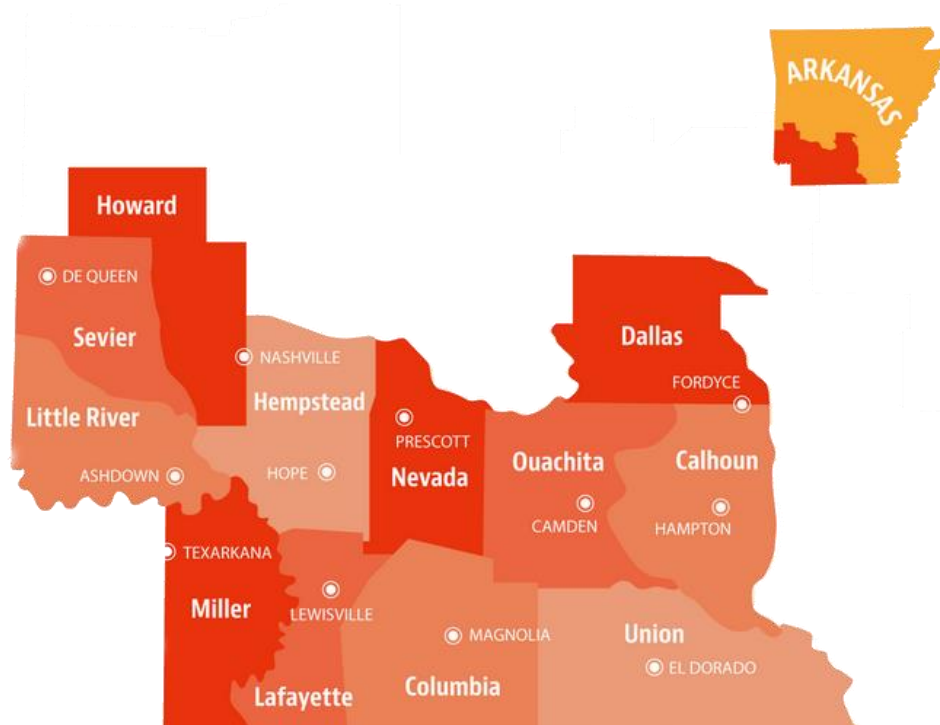 ARKANSAS
Howard
DE QUEEN
Sevier
Dallas
NASHVILLE
FORDYCE
Hempstead
Little River
PRESCOTT
Ouachita
Calhoun
ASHDOWN
HOPE
Nevada
CAMDEN
HAMPTON
TEXARKANA
Miller
LEWISVILLE
MAGNOLIA
Union
EL DORADO
Lafayette
Columbia